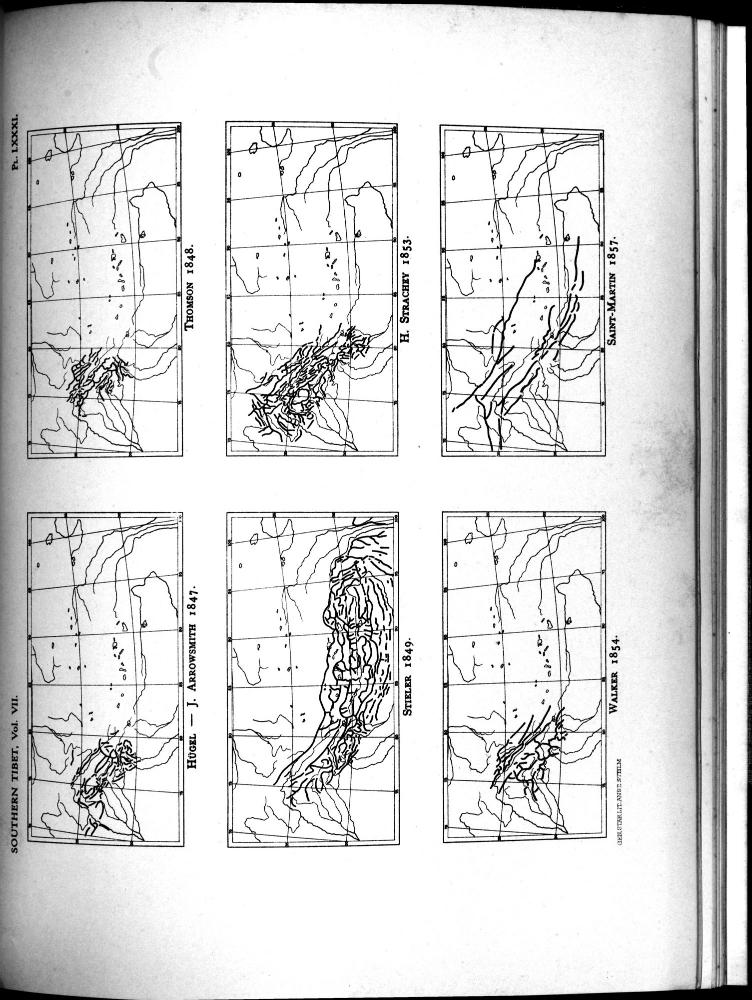 SOUTHERN TIBET, Vol. VII.
PL. LXXXI.
HÜGEL — J. ARROWSMITH 1847.
THOMSON 1848.
STIELER 1849.
H. STRACHEY 1853.
WALKER 1854.
SAINT-MARTIN 1857.
GEN. STAB. LIT. ANST. STHLM